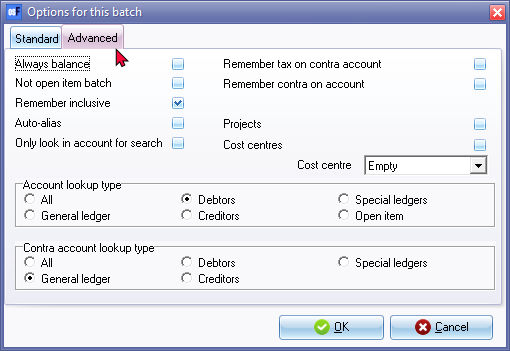 Options for this batch
Standard Advanced
Always balance Remember tax on contra account
Not open item batch Remember contra on account
Remember inclusive
Auto-alias Projects
Only look in account for search Cost centres
Cost centre Empty
Account lookup type
All Debtors Special ledgers
General ledger Creditors Open item
Contra account lookup type
All Debtors Special ledgers
General ledger Creditors
OK Cancel